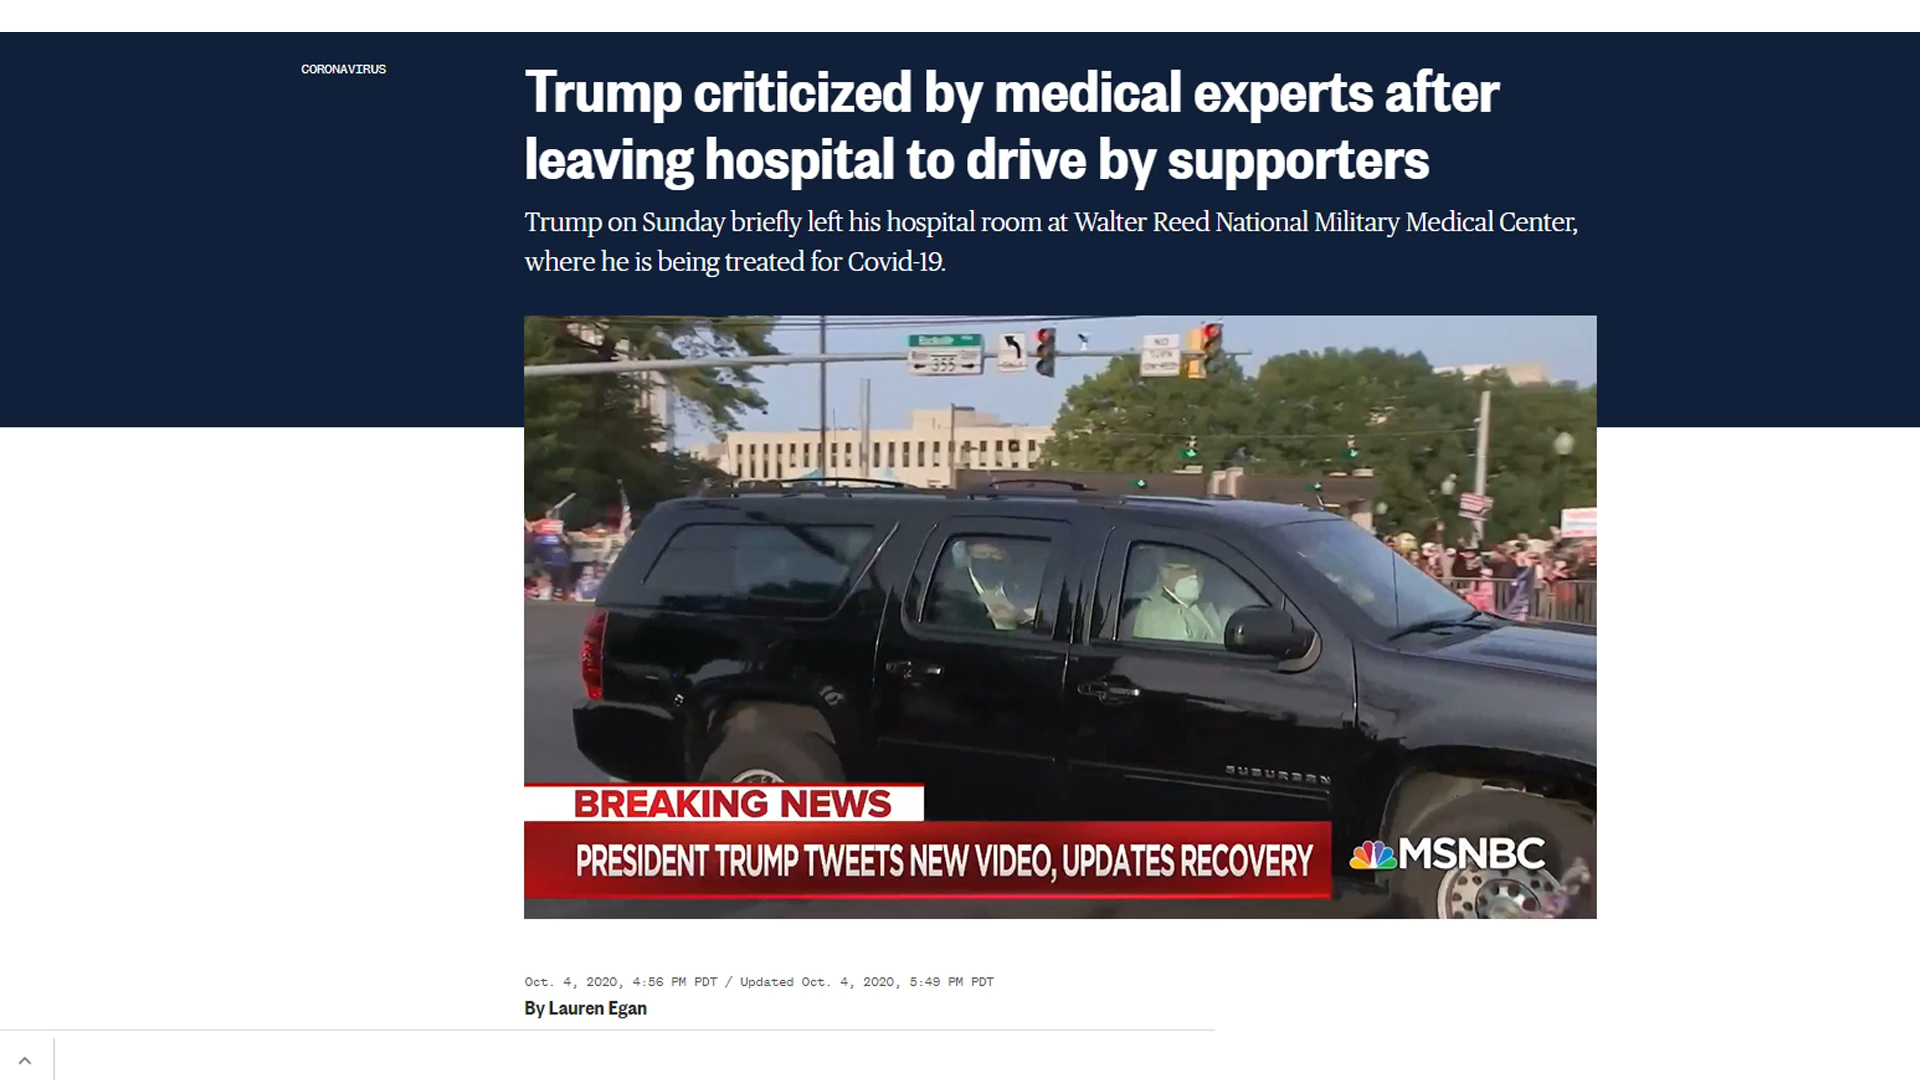 CORONAVIRUS
Trump criticized by medical experts after
leaving hospital to drive by supporters
Trump on Sunday briefly left his hospital room at Walter Reed National Military Medical Center,
where he is being treated for Covid-19.
355
NO
TURN
SUBURBAN
BREAKING NEWS
PRESIDENT TRUMP TWEETS NEW VIDEO, UPDATES RECOVERY
MSNBC
Oct. 4, 2020, 4:56 PM PDT / Updated Oct. 4, 2020, 5:49 PM PDT
By Lauren Egan